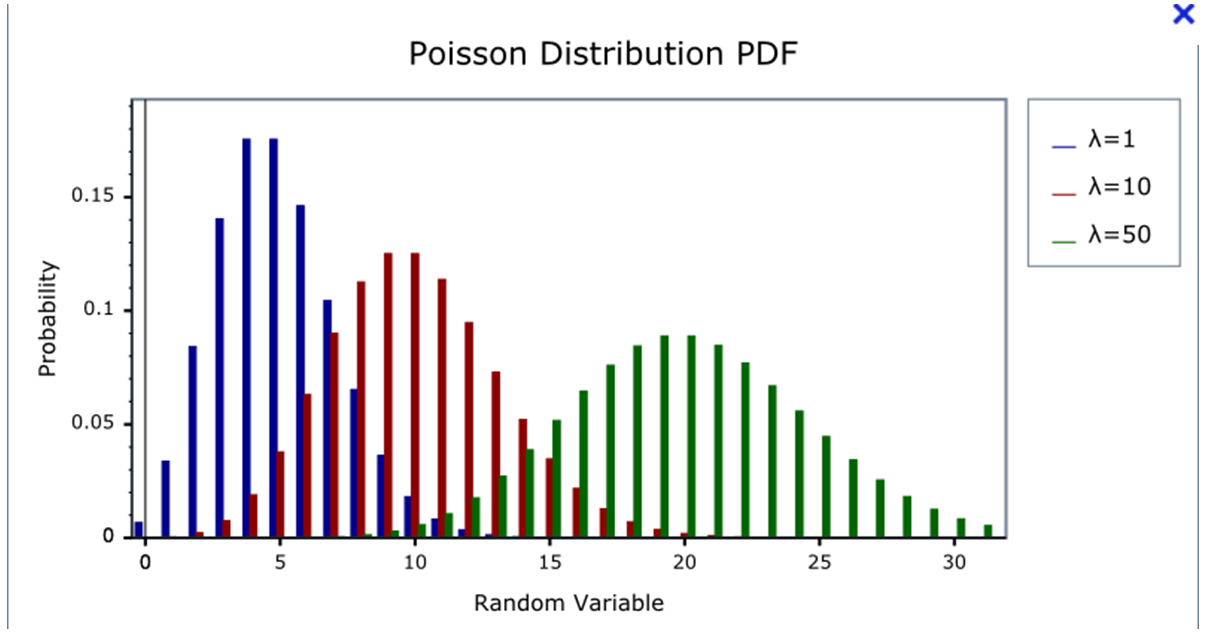 Poisson Distribution PDF
λ=1
λ=10
λ=50
Probability
0.15
0.1
0.05
0
0 5 10 15 20 25 30
Random Variable